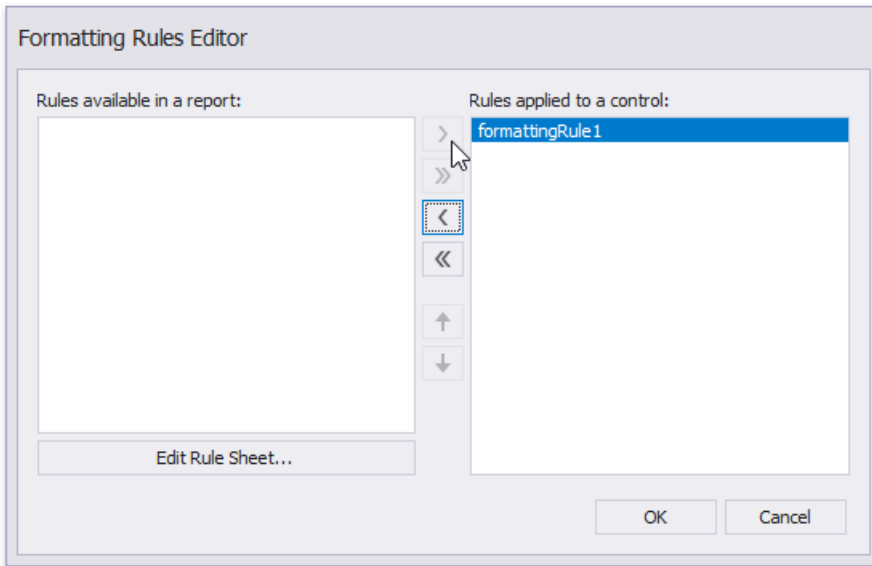 Formatting Rules Editor
Rules available in a report:
Rules applied to a control:
formattingRule1
Edit Rule Sheet...
OK
Cancel